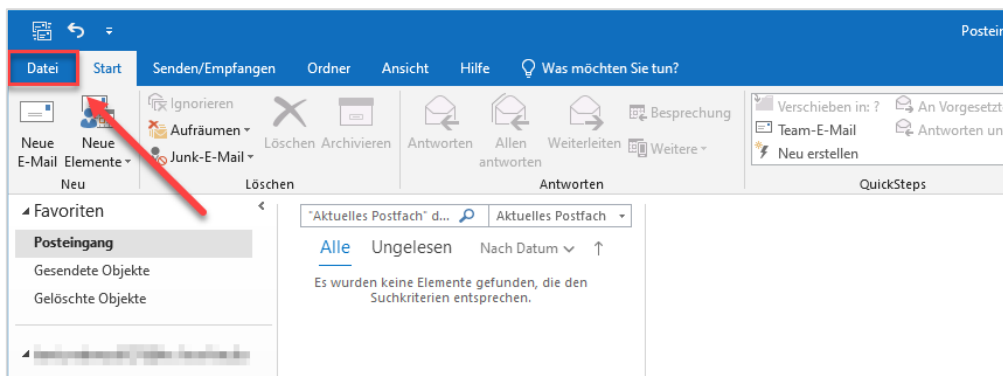 Postein
Datei Start Senden/Empfangen Ordner Ansicht Hilfe Was möchten Sie tun?
Neue E-Mail
Neue Elemente
Ignorieren
Aufräumen
Junk-E-Mail
Löschen Archivieren
Antworten
Allen antworten
Weiterleiten
Besprechung
Weitere
Verschieben in: ?
Team-E-Mail
Neu erstellen
An Vorgesetzt
Antworten un
Neu Löschen Antworten QuickSteps
Favoriten
Posteingang
Gesendete Objekte
Gelöschte Objekte
"Aktuelles Postfach" d... Aktuelles Postfach
Alle Ungelesen Nach Datum
Es wurden keine Elemente gefunden, die den
Suchkriterien entsprechen.